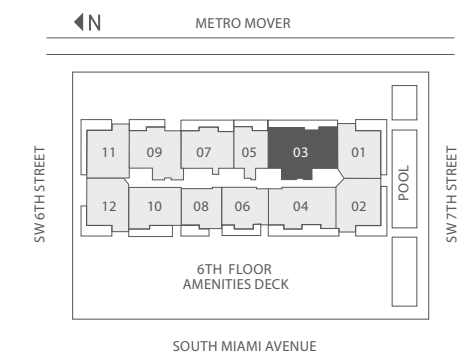 N
METRO MOVER
SW 6TH STREET
11 09 07 05 03 01
12 10 08 06 04 02
POOL
SW 7TH STREET
6TH FLOOR
AMENITIES DECK
SOUTH MIAMI AVENUE